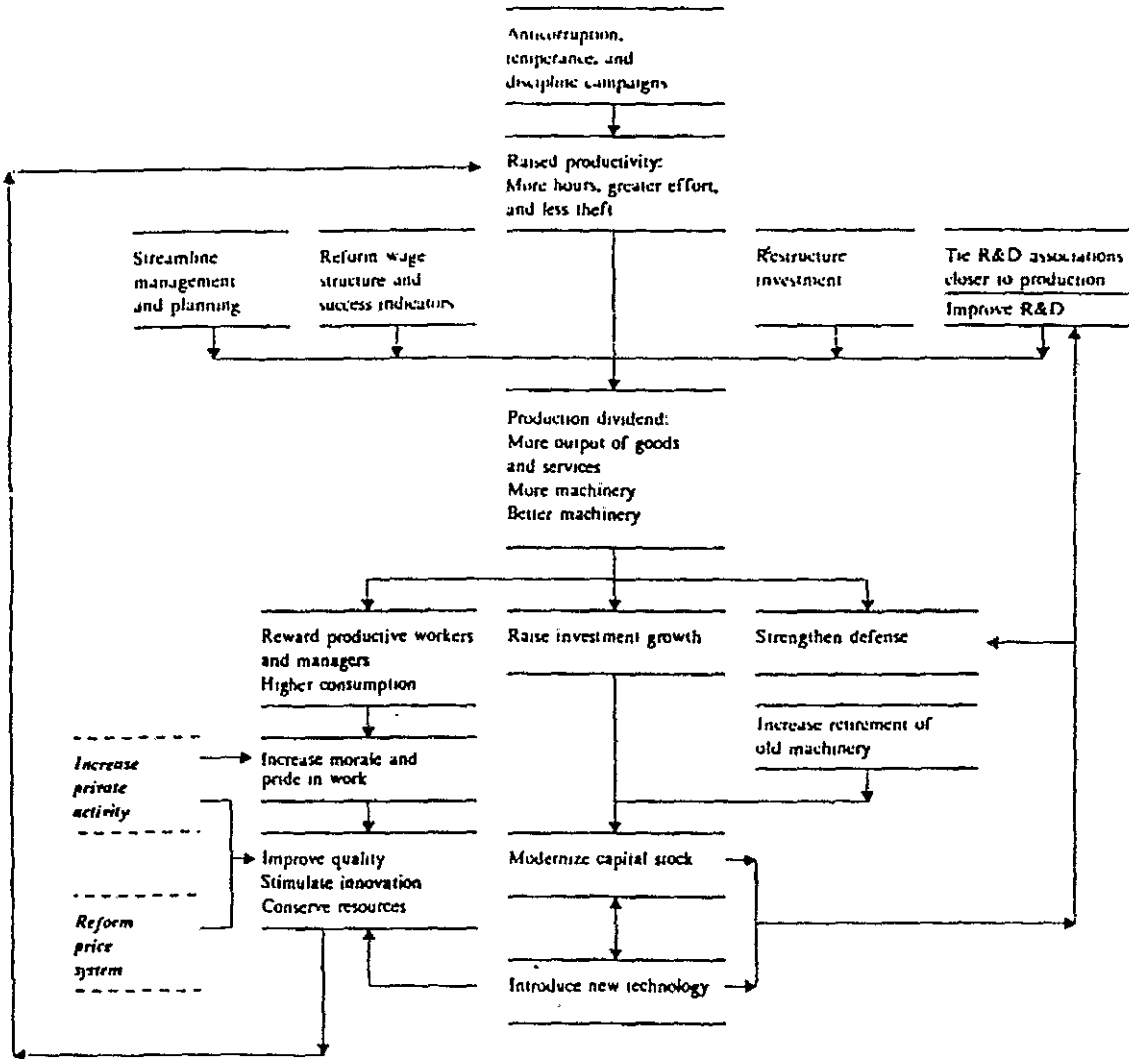 Anticorruption,
temperance, and
discipline campaigns
Raised productivity:
More hours, greater effort,
and less theft
Streamline
management
and planning
Reform wage
structure and
success indicators
Restructure
investment
Tie R&D associations
closer to production
Improve R&D
Production dividend:
More output of goods
and services
More machinery
Better machinery
Reward productive workers
and managers
Higher consumption
Raise investment growth
Strengthen defense
Increase retirement of
old machinery
Increase
private
activity
Increase morale and
pride in work
Improve quality
Stimulate innovation
Conserve resources
Modernize capital stock
Reform
price
system
Introduce new technology